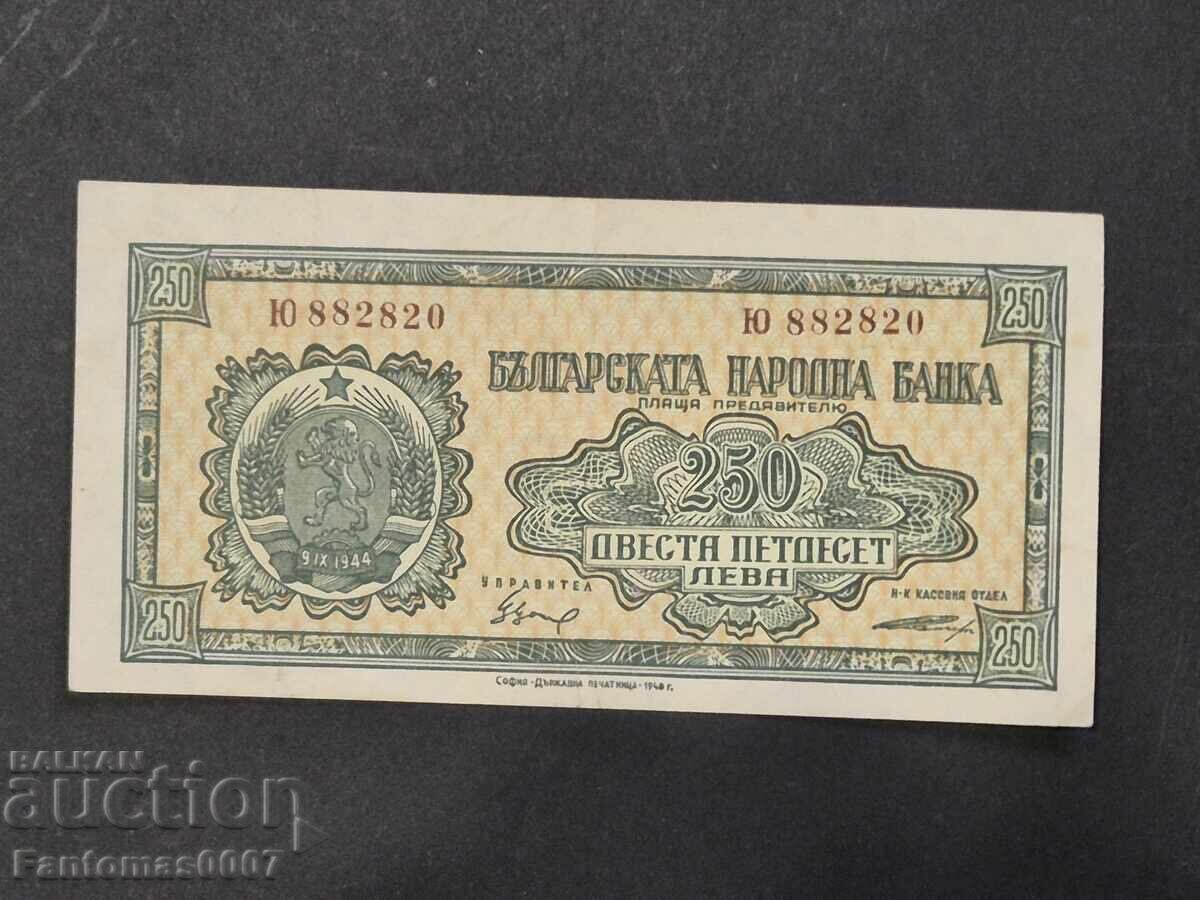 250
250
Ю 882820
Ю 882820
БЪЛГАРСКАТА НАРОДНА БАНКА
ПЛАЩА ПРЕДЯВИТЕЛЮ
250
ДВЕСТА ПЕТДЕСЕТ
ЛЕВА
9 IX 1944
УПРАВИТЕЛ
Н-К КАССОВИЯ ОТДЕЛ
250
250
СОФИЯ - ДЪРЖАВНА ПЕЧАТНИЦА - 1948 г.
BALKAN
auction
Fantomas0007